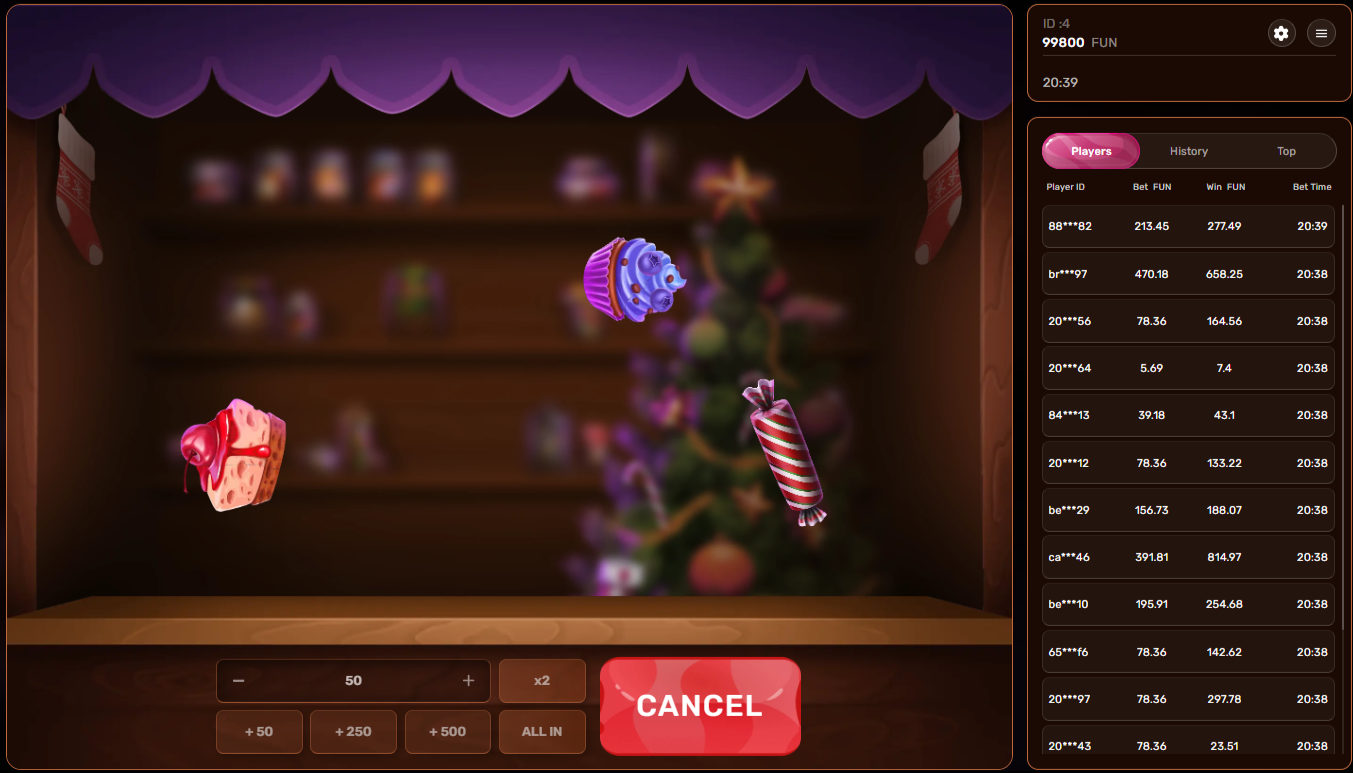 ID :4
99800 FUN
20:39
Players History Top
Player ID Bet FUN Win FUN Bet Time
88***82 213.45 277.49 20:39
br***97 470.18 658.25 20:38
20***56 78.36 164.56 20:38
20***64 5.69 7.4 20:38
84***13 39.18 43.1 20:38
20***12 78.36 133.22 20:38
be***29 156.73 188.07 20:38
ca***46 391.81 814.97 20:38
be***10 195.91 254.68 20:38
65***f6 78.36 142.62 20:38
20***97 78.36 297.78 20:38
20***43 78.36 23.51 20:38
− 50 + x2
+ 50 + 250 + 500 ALL IN
CANCEL